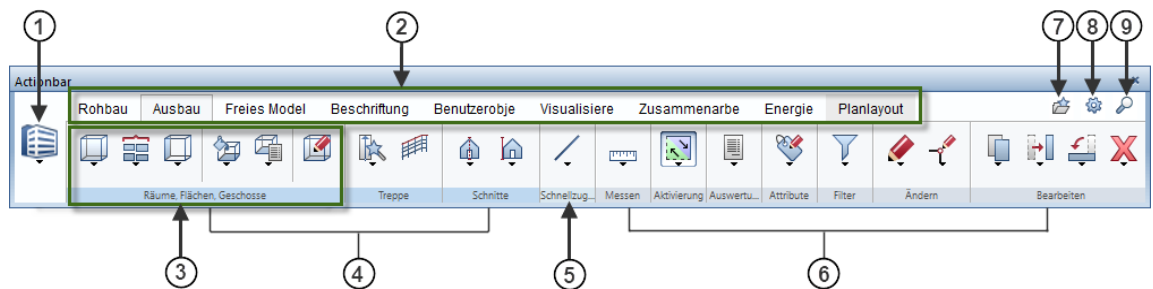 1 2 7 8 9
Actionbar
Rohbau Ausbau Freies Model Beschriftung Benutzerobje Visualisiere Zusammenarbe Energie Planlayout
Räume, Flächen, Geschosse Treppe Schnitte Schnellzug... Messen Aktivierung Auswertu... Attribute Filter Ändern Bearbeiten
3 4 5 6